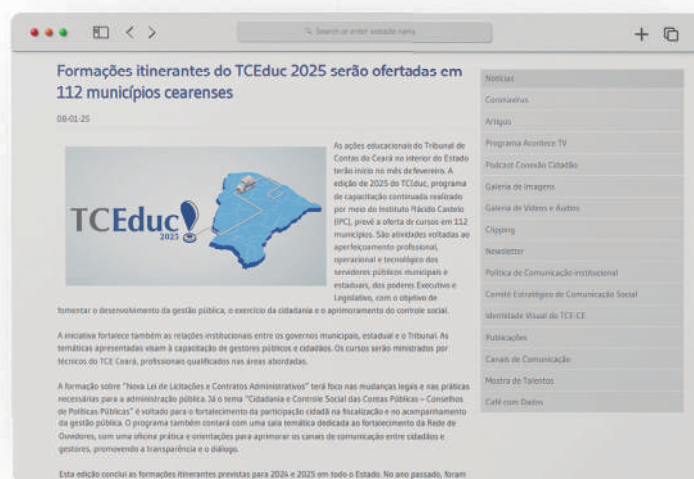 Search or enter website name
Formações itinerantes do TCEduc 2025 serão ofertadas em
112 municípios cearenses
08-01-25
TCEduc
2025
As ações educacionais do Tribunal de
Contas do Ceará no interior do Estado
terão início no mês de fevereiro. A
edição de 2025 do TCEduc, programa
de capacitação continuada realizado
por meio do Instituto Plácido Castelo
(IPC), prevê a oferta de cursos em 112
municípios. São atividades voltadas ao
aperfeiçoamento profissional,
operacional e tecnológico dos
servidores públicos municipais e
estaduais, dos poderes Executivo e
Legislativo, com o objetivo de
fomentar o desenvolvimento da gestão pública, o exercício da cidadania e o aprimoramento do controle social.
A iniciativa fortalece também as relações institucionais entre os governos municipais, estadual e o Tribunal. As
temáticas apresentadas visam à capacitação de gestores públicos e cidadãos. Os cursos serão ministrados por
técnicos do TCE Ceará, profissionais qualificados nas áreas abordadas.
A formação sobre "Nova Lei de Licitações e Contratos Administrativos" terá foco nas mudanças legais e nas práticas
necessárias para a administração pública. Já o tema "Cidadania e Controle Social das Contas Públicas – Conselhos
de Políticas Públicas" é voltado para o fortalecimento da participação cidadã na fiscalização e no acompanhamento
da gestão pública. O programa também contará com uma sala temática dedicada ao fortalecimento da Rede de
Ouvidores, com uma oficina prática e orientações para aprimorar os canais de comunicação entre cidadãos e
gestores, promovendo a transparência e o diálogo.
Esta edição conclui as formações itinerantes previstas para 2024 e 2025 em todo o Estado. No ano passado, foram
Notícias
Coronavírus
Artigos
Programa Acontece TV
Podcast Conexão Cidadão
Galeria de Imagens
Galeria de Vídeos e Áudios
Clipping
Newsletter
Política de Comunicação Institucional
Comitê Estratégico de Comunicação Social
Identidade Visual do TCE-CE
Publicações
Canais de Comunicação
Mostra de Talentos
Café com Dados